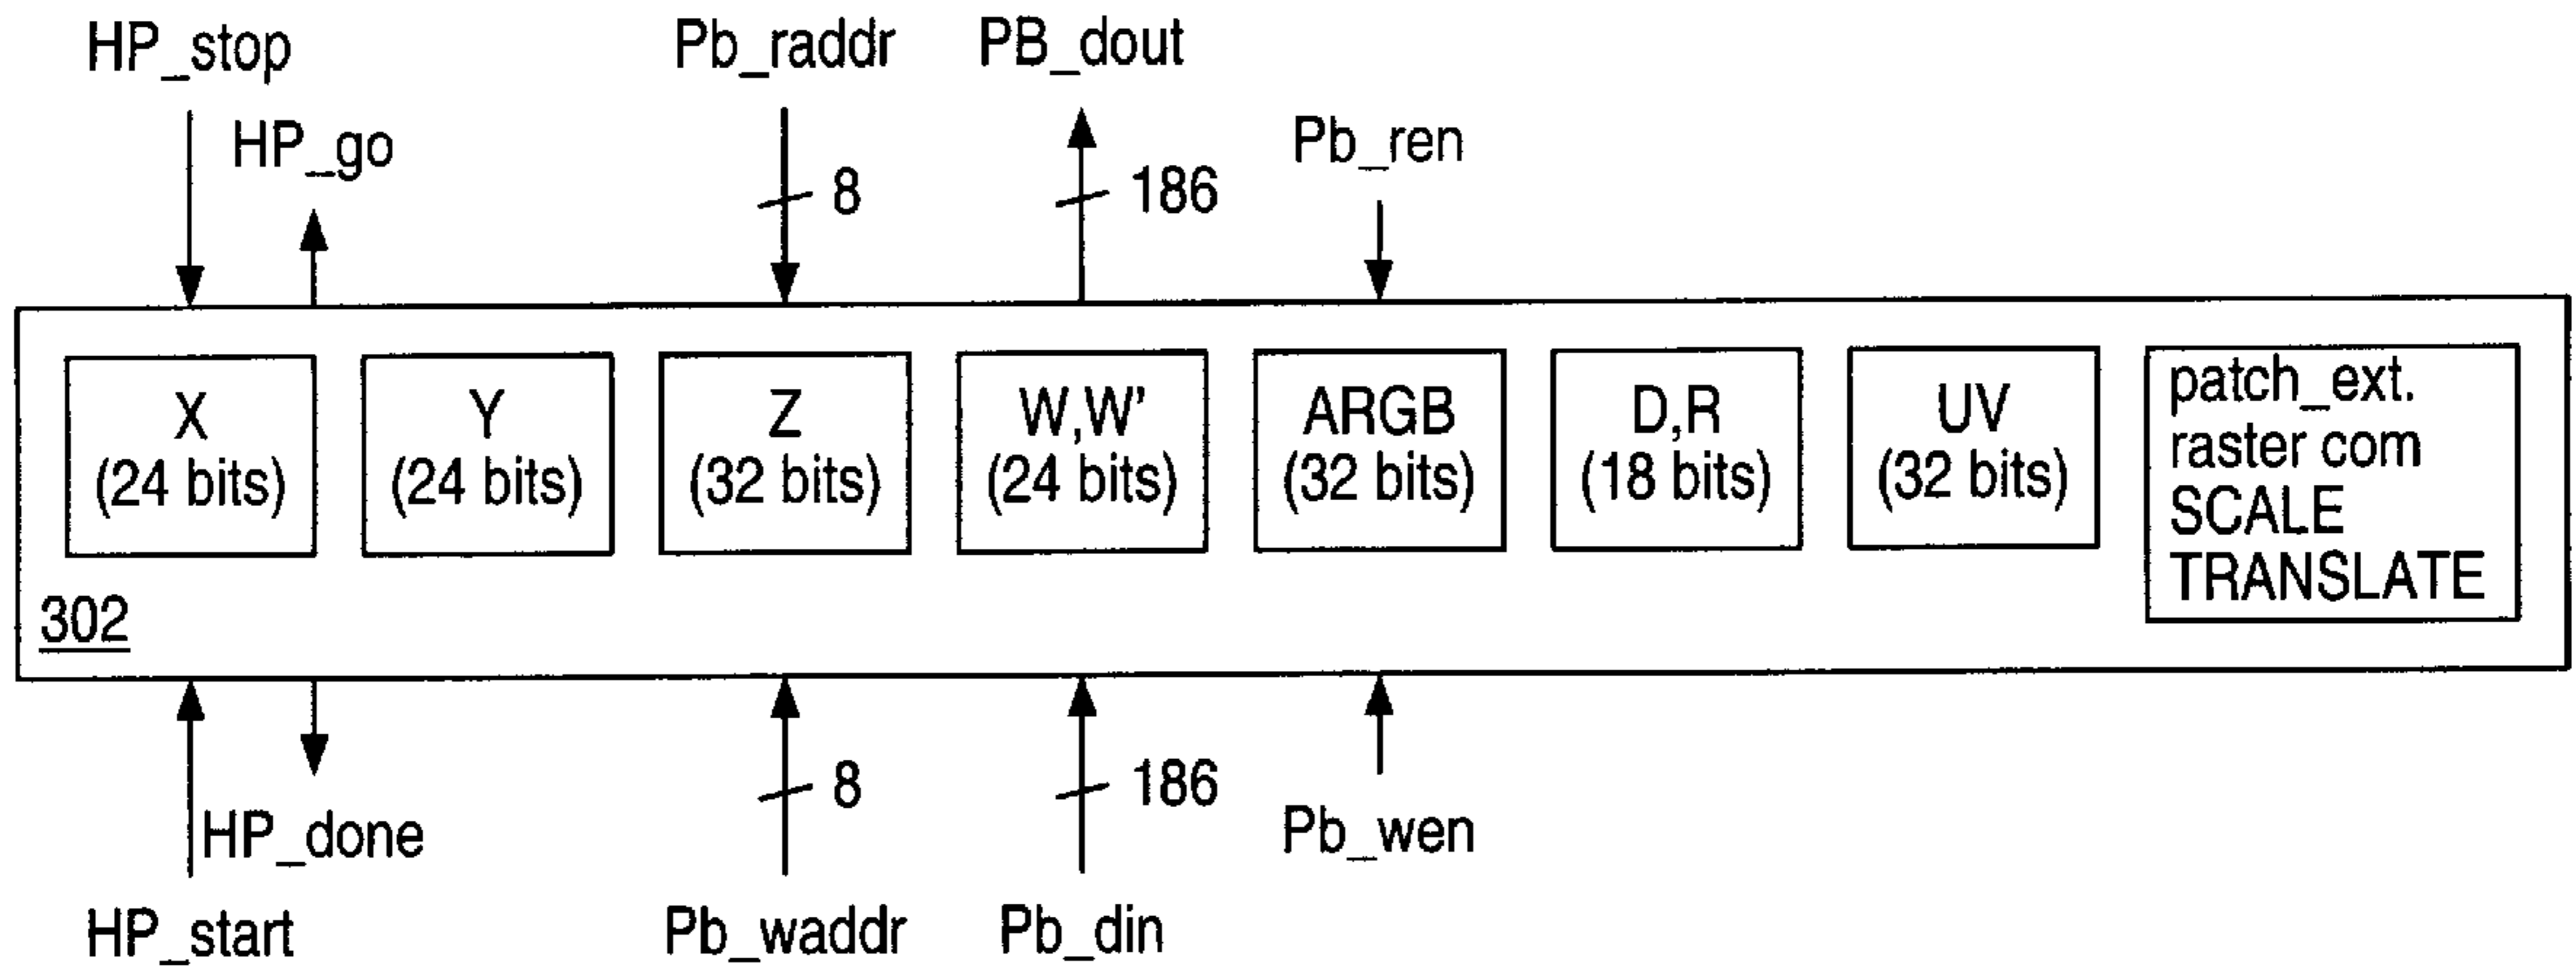 HP_stop
Pb_raddr
PB_dout
HP_go
Pb_ren
8
186
X
(24 bits)
Y
(24 bits)
Z
(32 bits)
W,W'
(24 bits)
ARGB
(32 bits)
D,R
(18 bits)
UV
(32 bits)
patch_ext.
raster com
SCALE
TRANSLATE
302
8
186
HP_done
Pb_wen
HP_start
Pb_waddr
Pb_din